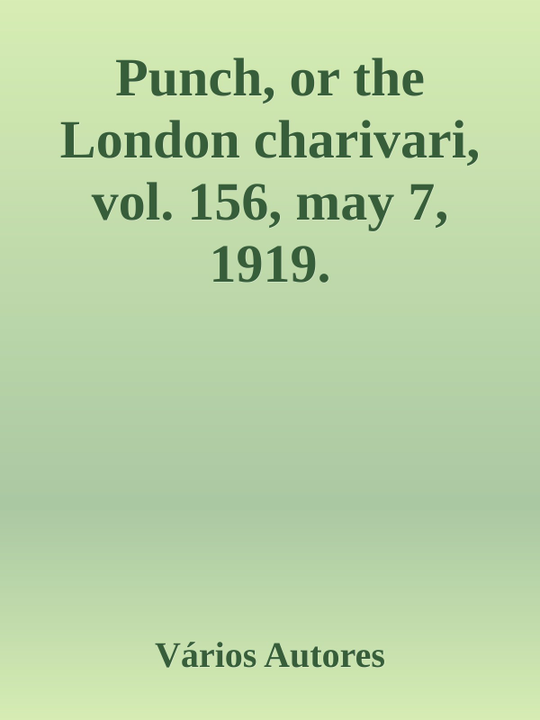 Punch, or the
London charivari,
vol. 156, may 7,
1919.
Vários Autores